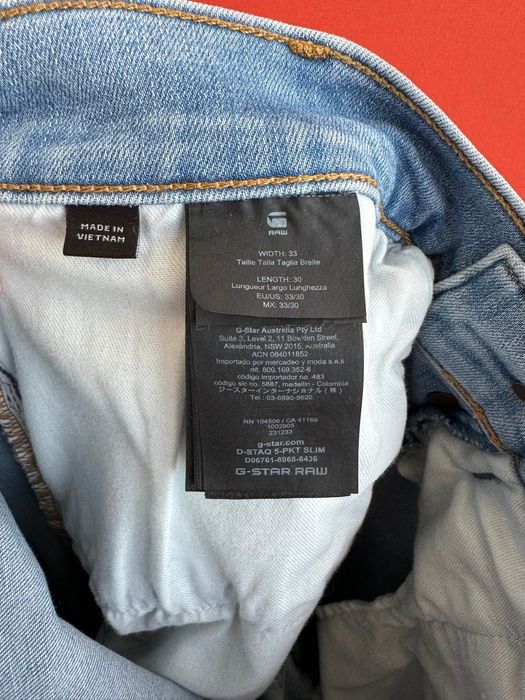 MADE IN
VIETNAM
G
RAW
WIDTH: 33
Taille Talla Taglia Breite
LENGTH: 30
Longueur Largo Lunghezza
EU/US: 33/30
MX: 33/30
G-Star Australia Pty Ltd
Suite 3, Level 2, 11 Bowden Street,
Alexandria, NSW 2015, Australia
ACN 084011852
Importado por mercadeo y moda s.a.s
nit: 800.169.352-6
código importador no. 483
código sic no. 5887, medellin - Colombia
ジースターインターナショナル (株)
Tel: 03-6890-5620
RN 104506 / CA 41169
1002909
231233
g-star.com
D-STAQ 5-PKT SLIM
D06761-8968-8436
G-STAR RAW